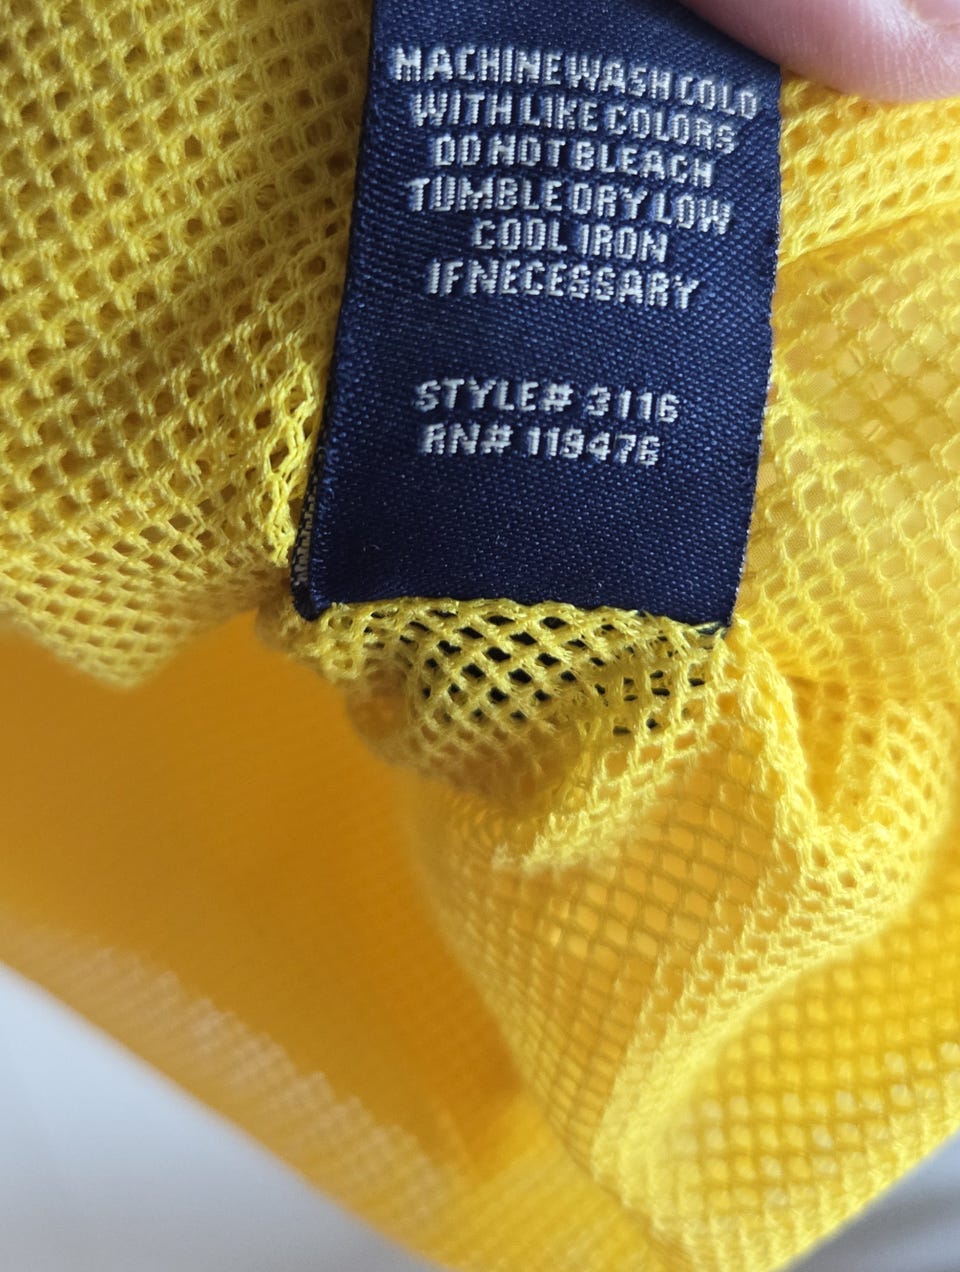 MACHINE WASH COLD
WITH LIKE COLORS
DO NOT BLEACH
TUMBLE DRY LOW
COOL IRON
IF NECESSARY
STYLE# 3116
RN# 119476